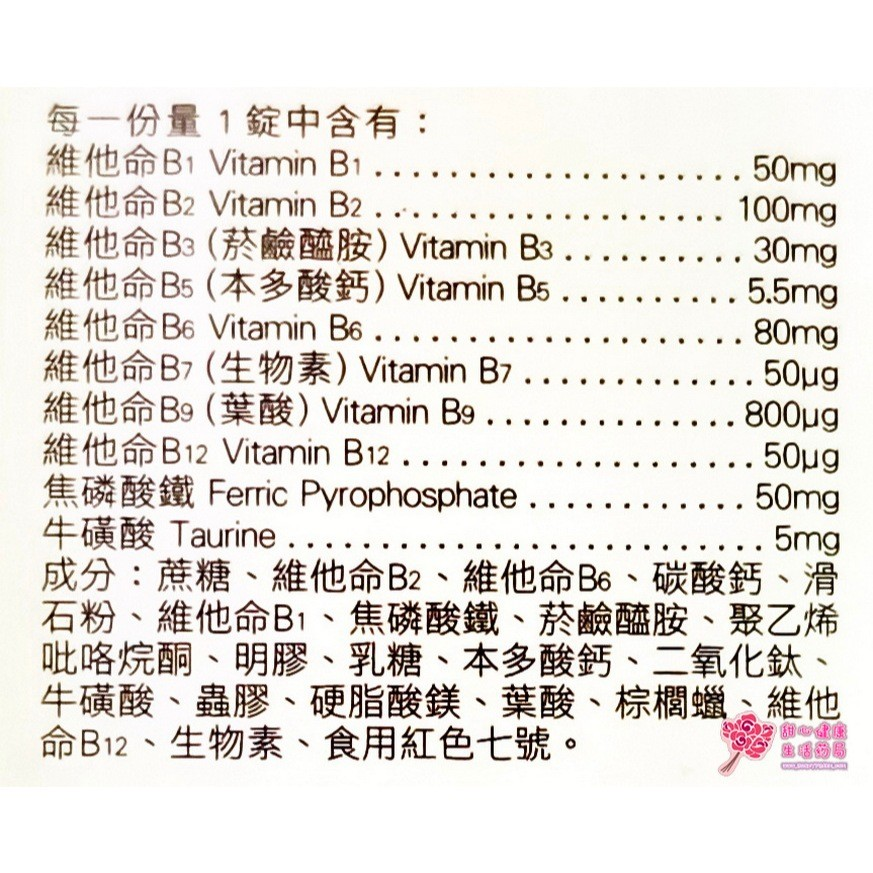 每一份量 1 錠中含有：
維他命B1 Vitamin B1 ..................... 50mg
維他命B2 Vitamin B2 .................... 100mg
維他命B3 (菸鹼醯胺) Vitamin B3 .......... 30mg
維他命B5 (本多酸鈣) Vitamin B5 .......... 5.5mg
維他命B6 Vitamin B6 .................... 80mg
維他命B7 (生物素) Vitamin B7 ............. 50μg
維他命B9 (葉酸) Vitamin B9 .............. 800μg
維他命B12 Vitamin B12 ................... 50μg
焦磷酸鐵 Ferric Pyrophosphate ............ 50mg
牛磺酸 Taurine .......................... 5mg
成分：蔗糖、維他命B2、維他命B6、碳酸鈣、滑
石粉、維他命B1、焦磷酸鐵、菸鹼醯胺、聚乙烯
吡咯烷酮、明膠、乳糖、本多酸鈣、二氧化鈦、
牛磺酸、蟲膠、硬脂酸鎂、葉酸、棕櫚蠟、維他
命B12、生物素、食用紅色七號。
甜心健康
生活药局